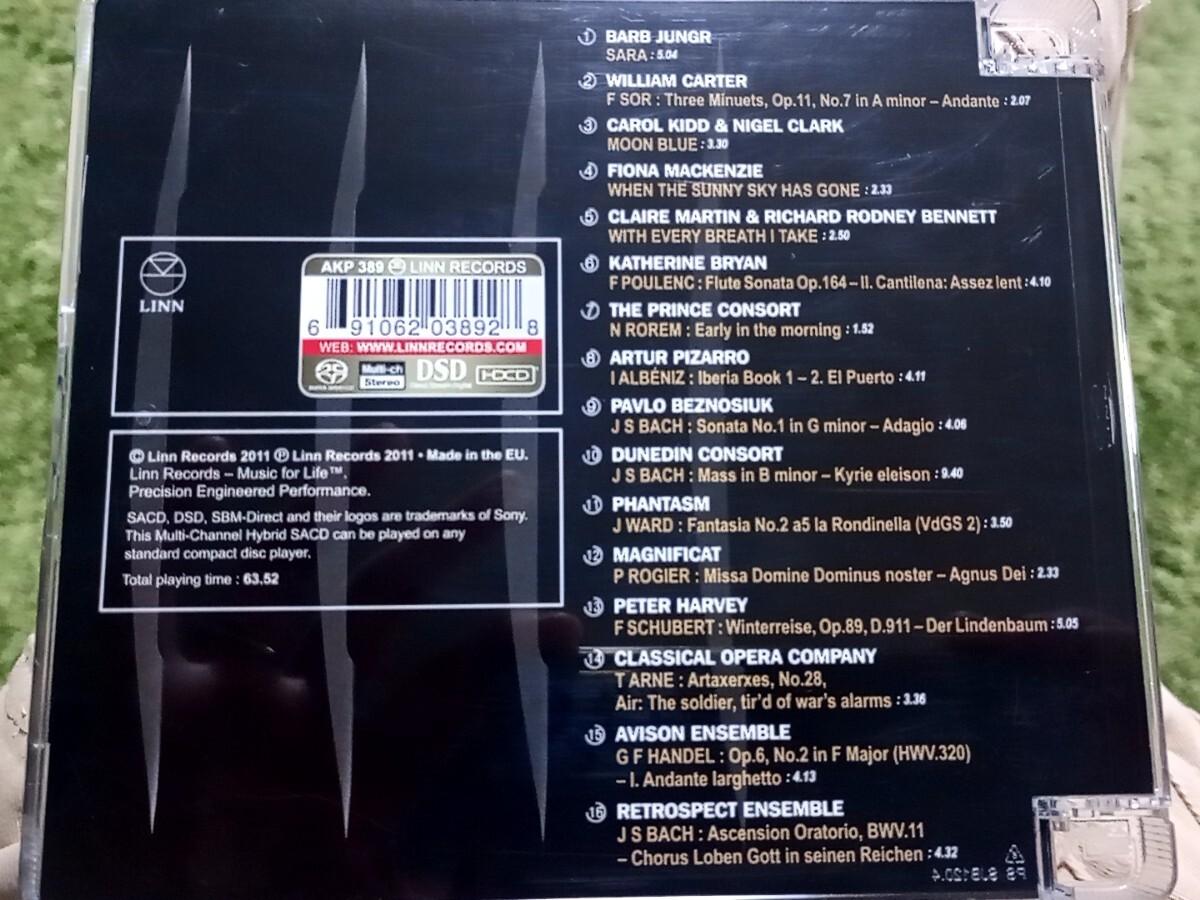 1 BARB JUNGR
SARA : 5.04
2 WILLIAM CARTER
F SOR : Three Minuets, Op.11, No.7 in A minor – Andante : 2.07
3 CAROL KIDD & NIGEL CLARK
MOON BLUE : 3.30
4 FIONA MACKENZIE
WHEN THE SUNNY SKY HAS GONE : 2.33
5 CLAIRE MARTIN & RICHARD RODNEY BENNETT
WITH EVERY BREATH I TAKE : 2.50
6 KATHERINE BRYAN
F POULENC : Flute Sonata Op.164 – II. Cantilena: Assez lent : 4.10
7 THE PRINCE CONSORT
N ROREM : Early in the morning : 1.52
8 ARTUR PIZARRO
I ALBÉNIZ : Iberia Book 1 – 2. El Puerto : 4.11
9 PAVLO BEZNOSIUK
J S BACH : Sonata No.1 in G minor – Adagio : 4.06
10 DUNEDIN CONSORT
J S BACH : Mass in B minor – Kyrie eleison : 9.40
11 PHANTASM
J WARD : Fantasia No.2 a5 la Rondinella (VdGS 2) : 3.50
12 MAGNIFICAT
P ROGIER : Missa Domine Dominus noster – Agnus Dei : 2.33
13 PETER HARVEY
F SCHUBERT : Winterreise, Op.89, D.911 – Der Lindenbaum : 5.05
14 CLASSICAL OPERA COMPANY
T ARNE : Artaxerxes, No.28,
Air: The soldier, tir'd of war's alarms : 3.36
15 AVISON ENSEMBLE
G F HANDEL : Op.6, No.2 in F Major (HWV.320)
– I. Andante larghetto : 4.13
16 RETROSPECT ENSEMBLE
J S BACH : Ascension Oratorio, BWV.11
– Chorus Loben Gott in seinen Reichen : 4.32
LINN
AKP 389 LINN RECORDS
6 91062 03892 8
WEB: WWW.LINNRECORDS.COM
SUPER AUDIO CD
Multi-ch
Stereo
DSD
Direct Stream Digital
HDCD
© Linn Records 2011 ℗ Linn Records 2011 • Made in the EU.
Linn Records – Music for Life™.
Precision Engineered Performance.
SACD, DSD, SBM-Direct and their logos are trademarks of Sony.
This Multi-Channel Hybrid SACD can be played on any
standard compact disc player.
Total playing time : 63.52